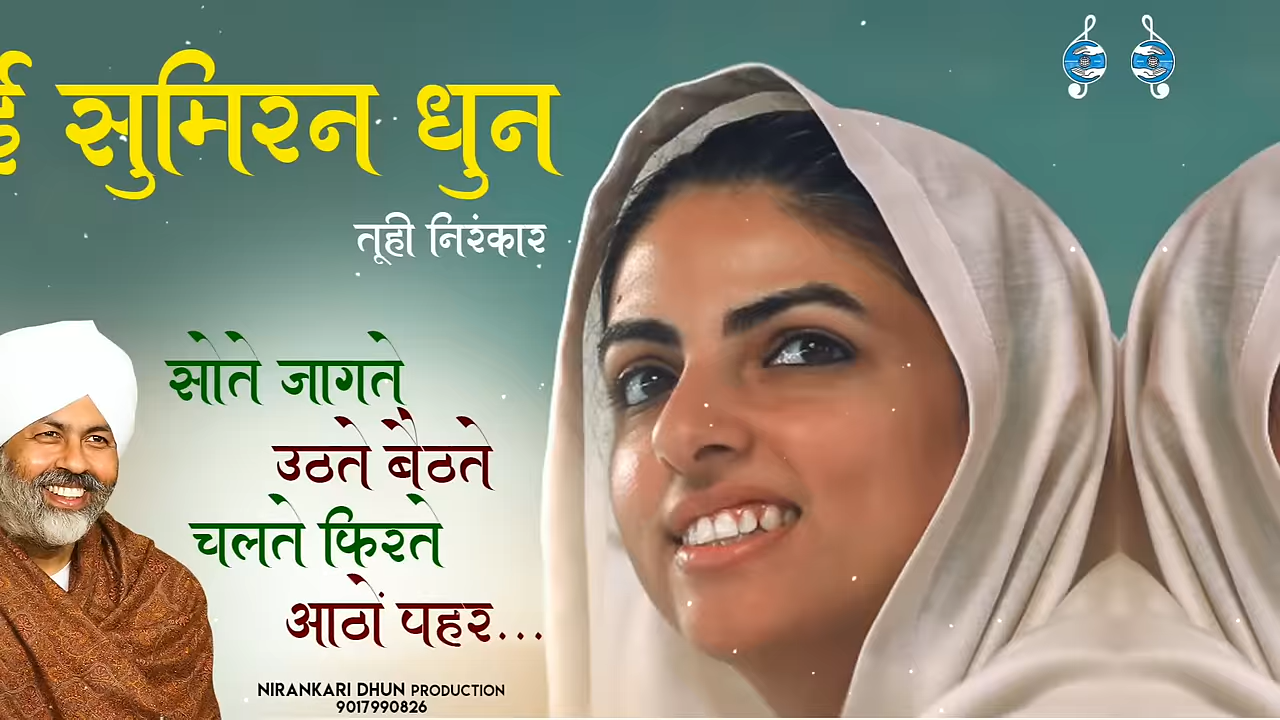 सुमिरन धुन
तूही निरंकार
सोते जागते
उठते बैठते
चलते फिरते
आठों पहर...
NIRANKARI DHUN PRODUCTION
9017990826